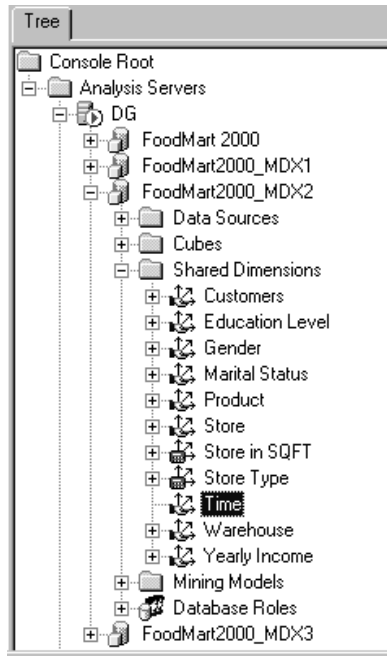 Tree
Console Root
Analysis Servers
DG
FoodMart 2000
FoodMart2000_MDX1
FoodMart2000_MDX2
Data Sources
Cubes
Shared Dimensions
Customers
Education Level
Gender
Marital Status
Product
Store
Store in SQFT
Store Type
Time
Warehouse
Yearly Income
Mining Models
Database Roles
FoodMart2000_MDX3